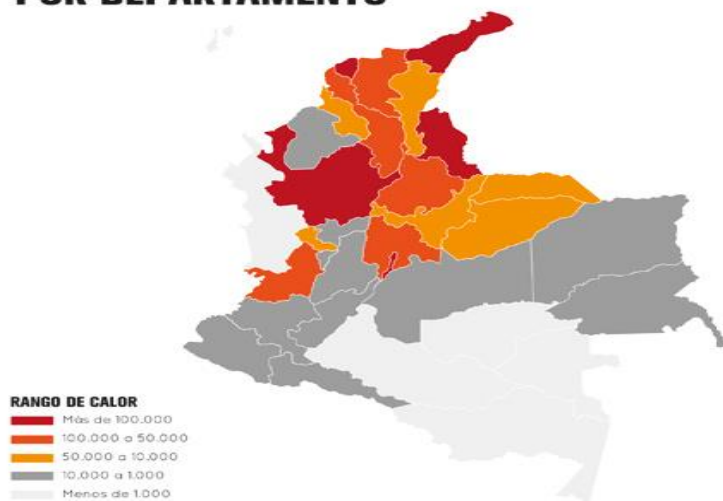 POR DEPARTAMENTO
RANGO DE CALOR
Más de 100.000
100.000 a 50.000
50.000 a 10.000
10.000 a 1.000
Menos de 1.000